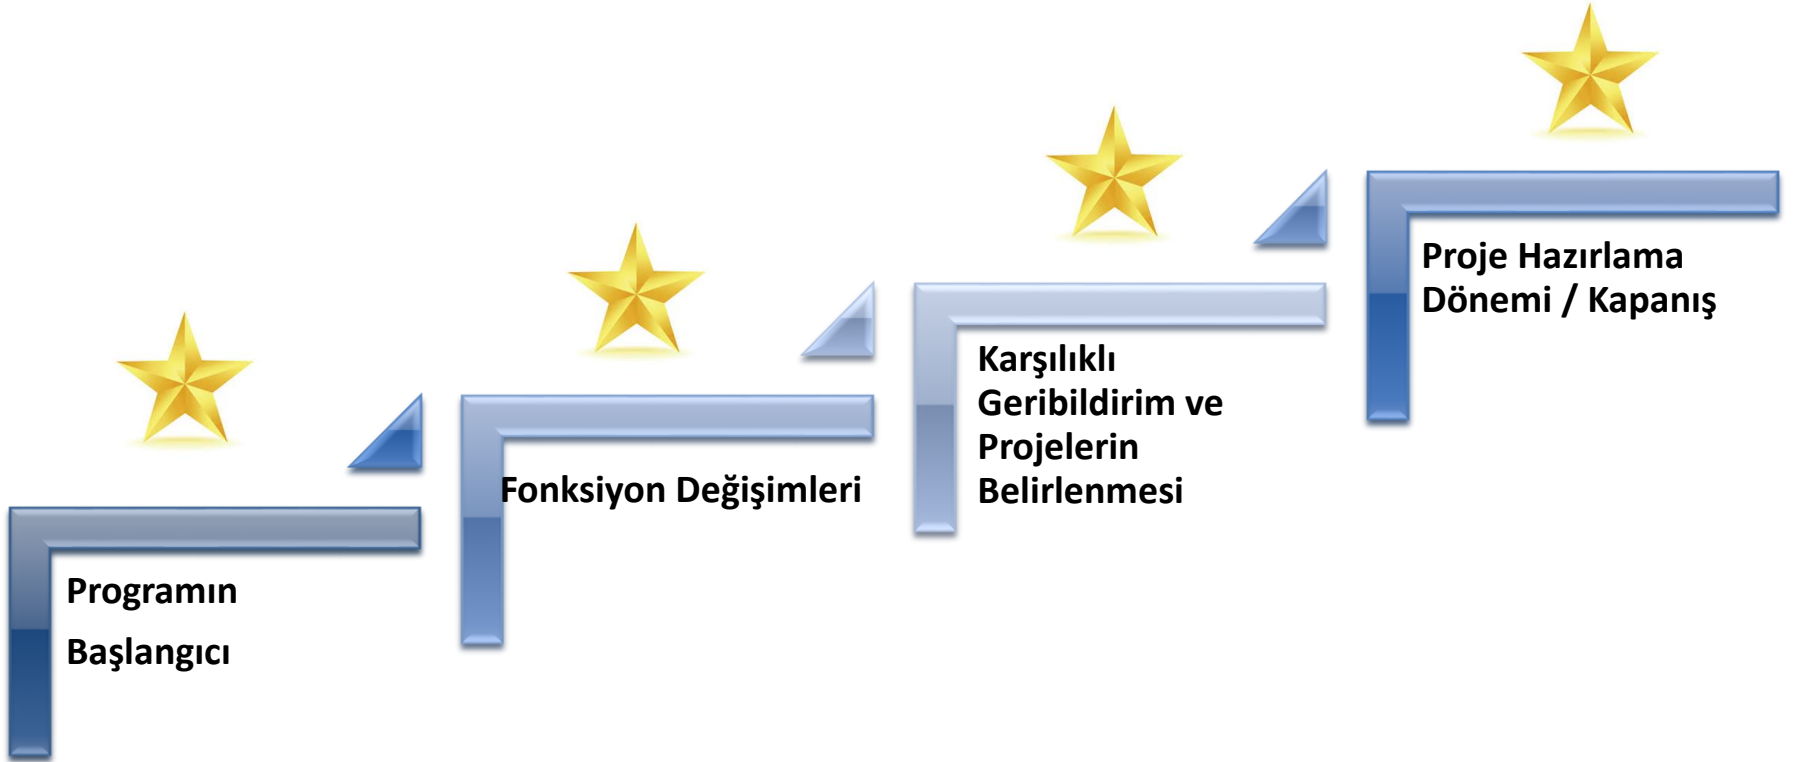 Programın
Başlangıcı
Fonksiyon Değişimleri
Karşılıklı
Geribildirim ve
Projelerin
Belirlenmesi
Proje Hazırlama
Dönemi / Kapanış